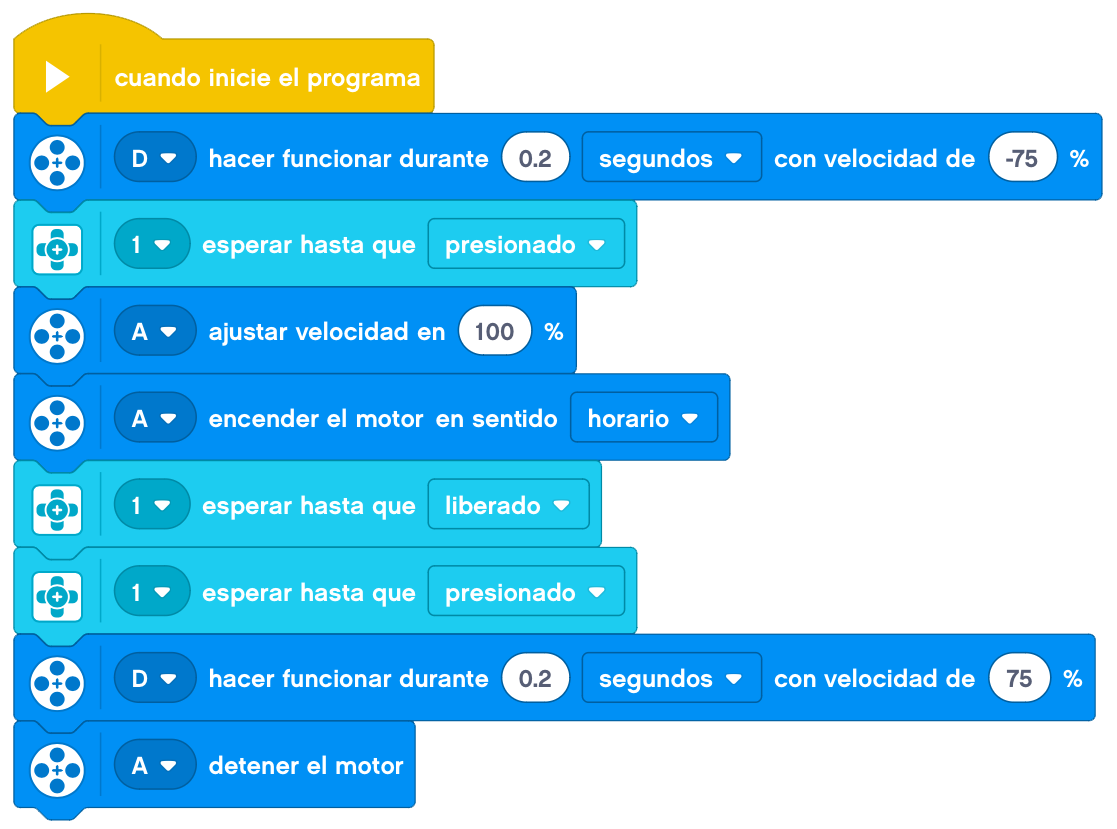 cuando inicie el programa
D hacer funcionar durante 0.2 segundos con velocidad de -75 %
1 esperar hasta que presionado
A ajustar velocidad en 100 %
A encender el motor en sentido horario
1 esperar hasta que liberado
1 esperar hasta que presionado
D hacer funcionar durante 0.2 segundos con velocidad de 75 %
A detener el motor